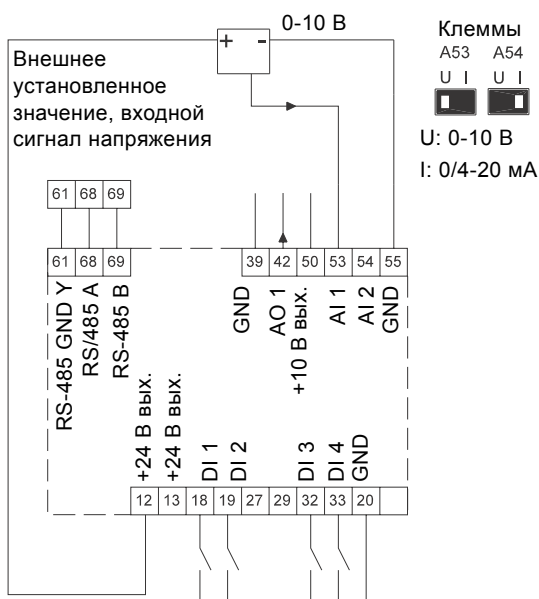 0-10 В
+ -
Внешнее
установленное
значение, входной
сигнал напряжения
Клеммы
A53 A54
U I U I
U: 0-10 В
I: 0/4-20 мА
61 68 69
61 68 69
39 42 50 53 54 55
RS-485 GND Y
RS/485 A
RS-485 B
GND
AO 1
+10 В вых.
AI 1
AI 2
GND
+24 В вых.
+24 В вых.
DI 1
DI 2
DI 3
DI 4
GND
12 13 18 19 27 29 32 33 20